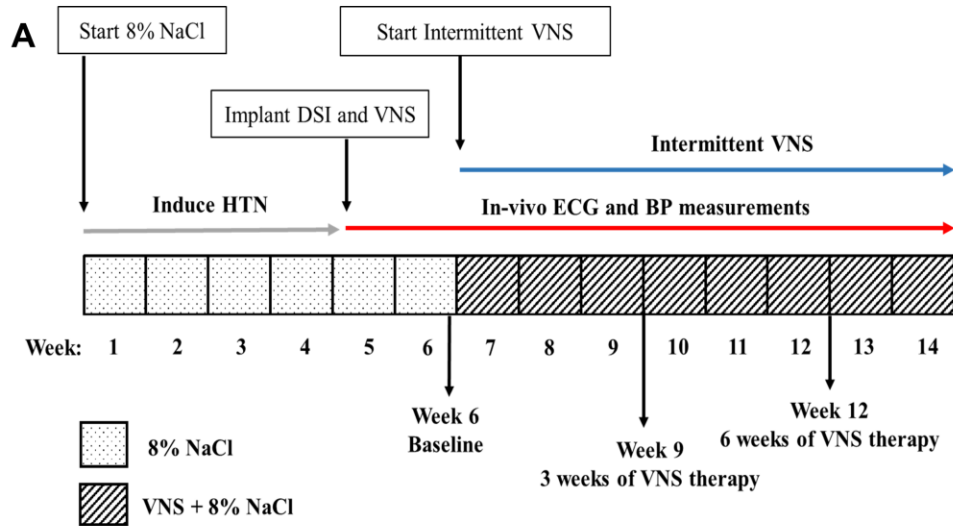 A
Start 8% NaCl
Start Intermittent VNS
Implant DSI and VNS
Intermittent VNS
Induce HTN
In-vivo ECG and BP measurements
Week: 1 2 3 4 5 6 7 8 9 10 11 12 13 14
Week 6
Baseline
Week 9
3 weeks of VNS therapy
Week 12
6 weeks of VNS therapy
8% NaCl
VNS + 8% NaCl